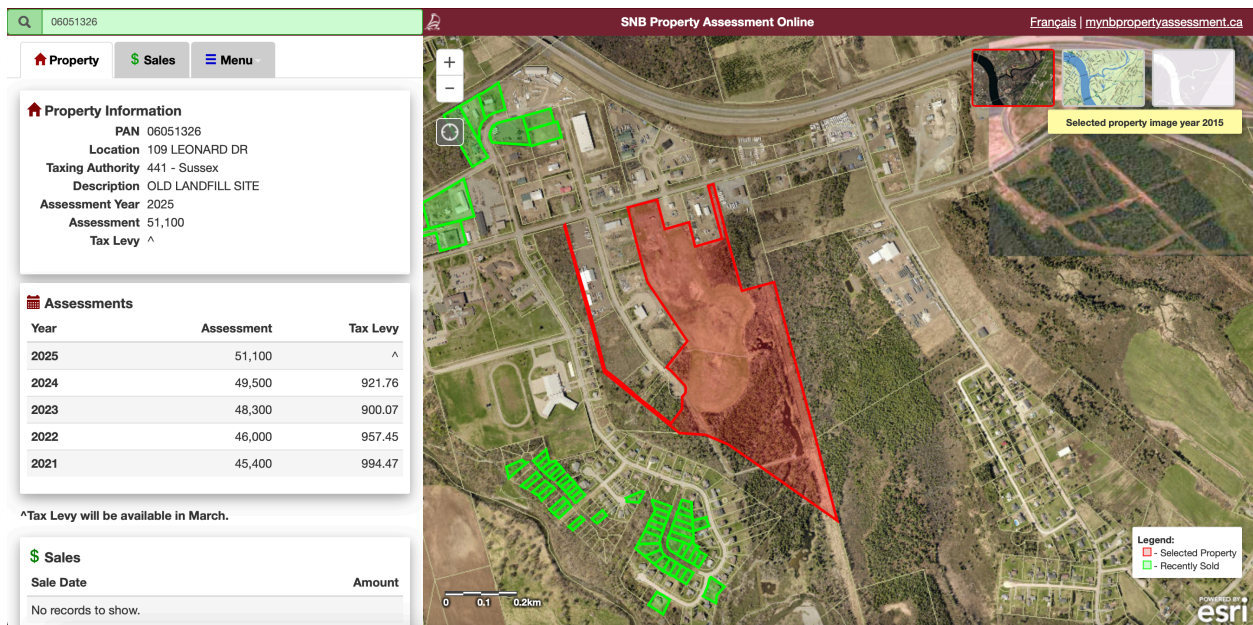 06051326
SNB Property Assessment Online
Français | mynbpropertyassessment.ca
Property
$ Sales
Menu
Property Information
PAN 06051326
Location 109 LEONARD DR
Taxing Authority 441 - Sussex
Description OLD LANDFILL SITE
Assessment Year 2025
Assessment 51,100
Tax Levy ^
Assessments
Year Assessment Tax Levy
2025 51,100 ^
2024 49,500 921.76
2023 48,300 900.07
2022 46,000 957.45
2021 45,400 994.47
^Tax Levy will be available in March.
$ Sales
Sale Date Amount
No records to show.
+
−
Selected property image year 2015
Legend:
- Selected Property
- Recently Sold
0 0.1 0.2km
POWERED BY
esri